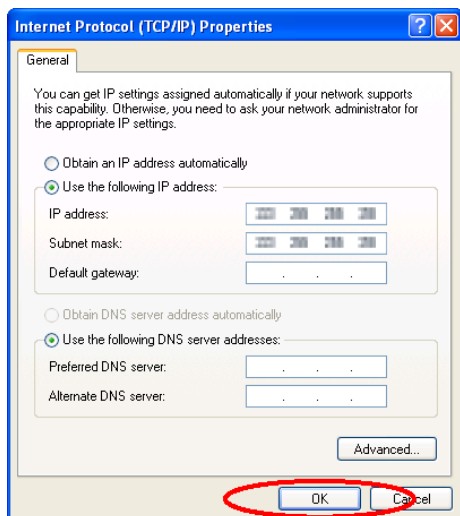 Internet Protocol (TCP/IP) Properties
General
You can get IP settings assigned automatically if your network supports
this capability. Otherwise, you need to ask your network administrator for
the appropriate IP settings.
Obtain an IP address automatically
Use the following IP address:
IP address:
Subnet mask:
Default gateway:
Obtain DNS server address automatically
Use the following DNS server addresses:
Preferred DNS server:
Alternate DNS server:
Advanced...
OK Cancel